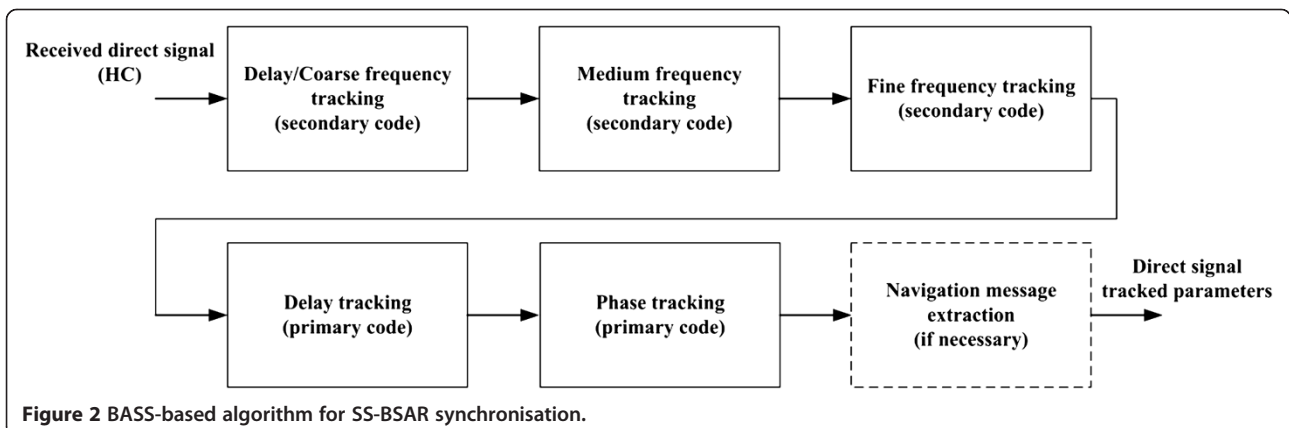 Received direct signal
(HC)
Delay/Coarse frequency
tracking
(secondary code)
Medium frequency
tracking
(secondary code)
Fine frequency tracking
(secondary code)
Delay tracking
(primary code)
Phase tracking
(primary code)
Navigation message
extraction
(if necessary)
Direct signal
tracked parameters
Figure 2 BASS-based algorithm for SS-BSAR synchronisation.